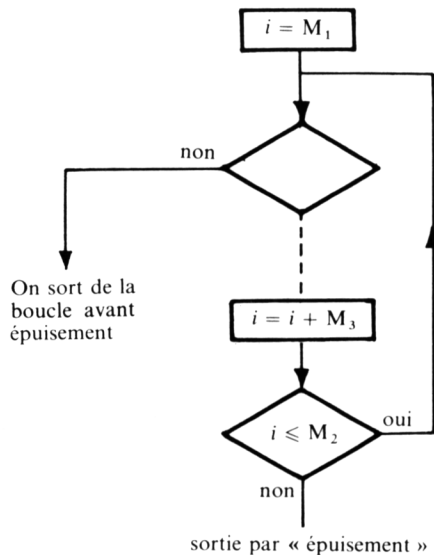 i = M₁
non
On sort de la
boucle avant
épuisement
i = i + M₃
i ⩽ M₂
oui
non
sortie par « épuisement »